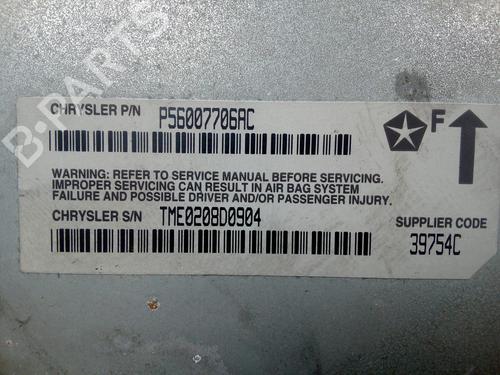 B-PARTS
CHRYSLER P/N P56007706AC
F
WARNING: REFER TO SERVICE MANUAL BEFORE SERVICING.
IMPROPER SERVICING CAN RESULT IN AIR BAG SYSTEM
FAILURE AND POSSIBLE DRIVER AND/OR PASSENGER INJURY.
CHRYSLER S/N TME0208D0904
SUPPLIER CODE
39754C